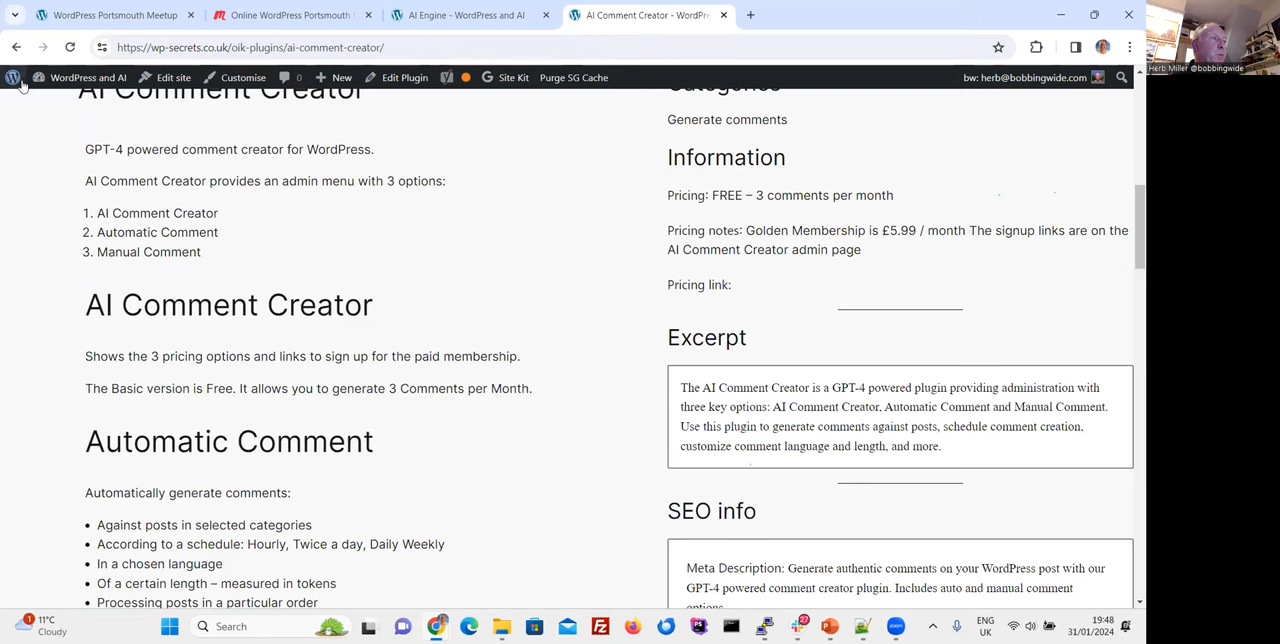 WordPress Portsmouth Meetup
Online WordPress Portsmouth
AI Engine - WordPress and AI
AI Comment Creator - WordPr
https://wp-secrets.co.uk/oik-plugins/ai-comment-creator/
Herb Miller @bobbingwide
WordPress and AI
Edit site
Customise
0
New
Edit Plugin
Site Kit
Purge SG Cache
bw: herb@bobbingwide.com
AI Comment Creator
GPT-4 powered comment creator for WordPress.
AI Comment Creator provides an admin menu with 3 options:
1. AI Comment Creator
2. Automatic Comment
3. Manual Comment
AI Comment Creator
Shows the 3 pricing options and links to sign up for the paid membership.
The Basic version is Free. It allows you to generate 3 Comments per Month.
Automatic Comment
Automatically generate comments:
• Against posts in selected categories
• According to a schedule: Hourly, Twice a day, Daily Weekly
• In a chosen language
• Of a certain length – measured in tokens
• Processing posts in a particular order
Categories
Generate comments
Information
Pricing: FREE – 3 comments per month
Pricing notes: Golden Membership is £5.99 / month The signup links are on the
AI Comment Creator admin page
Pricing link:
Excerpt
The AI Comment Creator is a GPT-4 powered plugin providing administration with
three key options: AI Comment Creator, Automatic Comment and Manual Comment.
Use this plugin to generate comments against posts, schedule comment creation,
customize comment language and length, and more.
SEO info
Meta Description: Generate authentic comments on your WordPress post with our
GPT-4 powered comment creator plugin. Includes auto and manual comment
options
1
11°C
Cloudy
Search
27
zoom
ENG
UK
19:48
31/01/2024